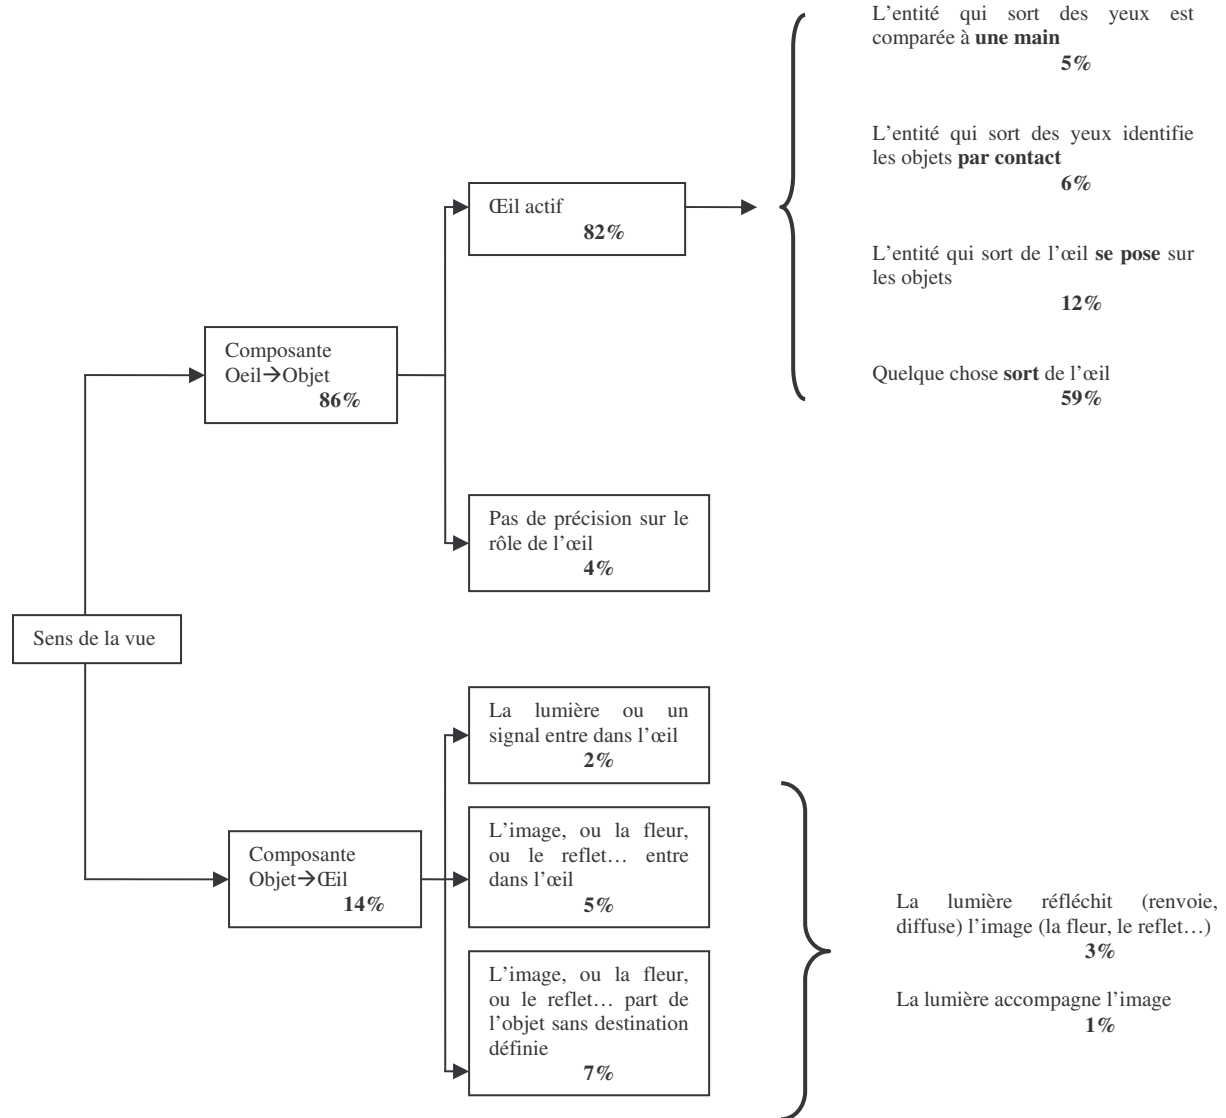 L'entité qui sort des yeux est
comparée à une main
5%
L'entité qui sort des yeux identifie
les objets par contact
6%
Œil actif
82%
L'entité qui sort de l'œil se pose sur
les objets
12%
Composante
Oeil→Objet
86%
Quelque chose sort de l'œil
59%
Pas de précision sur le
rôle de l'œil
4%
Sens de la vue
La lumière ou un
signal entre dans l'œil
2%
L'image, ou la fleur,
ou le reflet… entre
dans l'œil
5%
Composante
Objet→Œil
14%
L'image, ou la fleur,
ou le reflet… part de
l'objet sans destination
définie
7%
La lumière réfléchit (renvoie,
diffuse) l'image (la fleur, le reflet…)
3%
La lumière accompagne l'image
1%